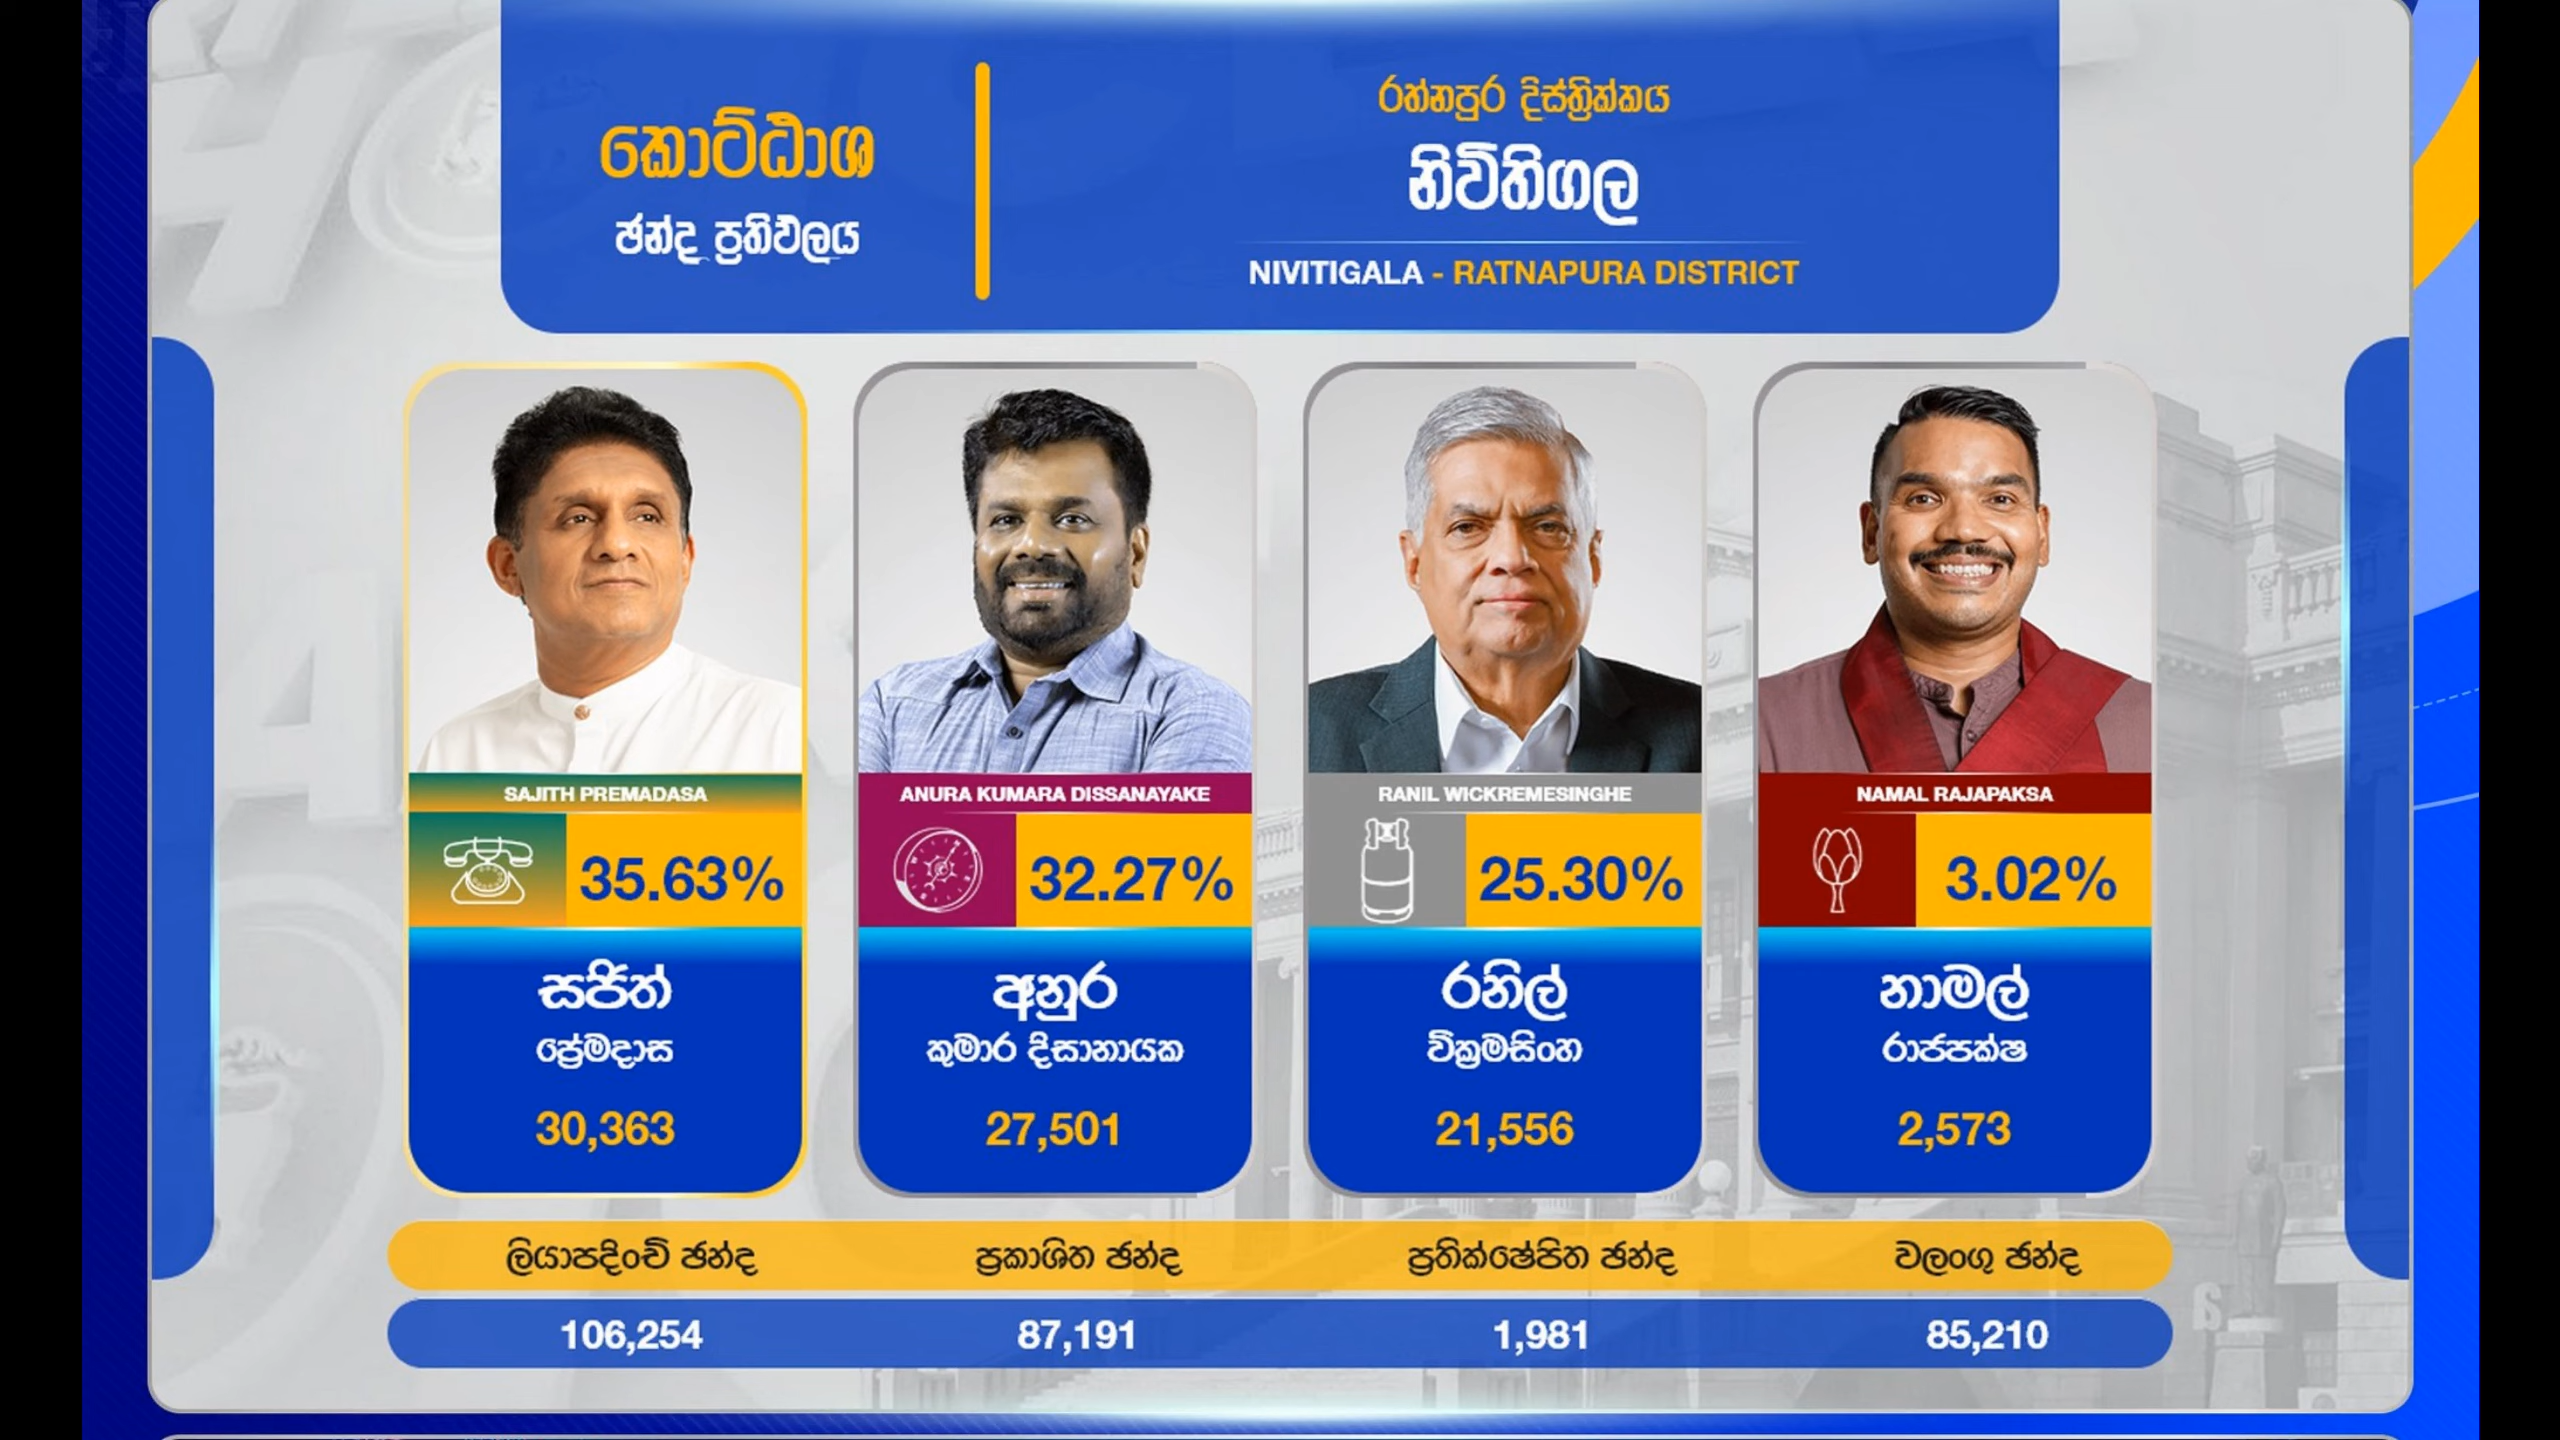 කොට්ඨාශ
ඡන්ද ප්‍රතිඵලය
රත්නපුර දිස්ත්‍රික්කය
නිවිතිගල
NIVITIGALA - RATNAPURA DISTRICT
SAJITH PREMADASA
35.63%
සජිත්
ප්‍රේමදාස
30,363
ANURA KUMARA DISSANAYAKE
32.27%
අනුර
කුමාර දිසානායක
27,501
RANIL WICKREMESINGHE
25.30%
රනිල්
වික්‍රමසිංහ
21,556
NAMAL RAJAPAKSA
3.02%
නාමල්
රාජපක්ෂ
2,573
ලියාපදිංචි ඡන්ද ප්‍රකාශිත ඡන්ද ප්‍රතික්ෂේපිත ඡන්ද වලංගු ඡන්ද
106,254 87,191 1,981 85,210